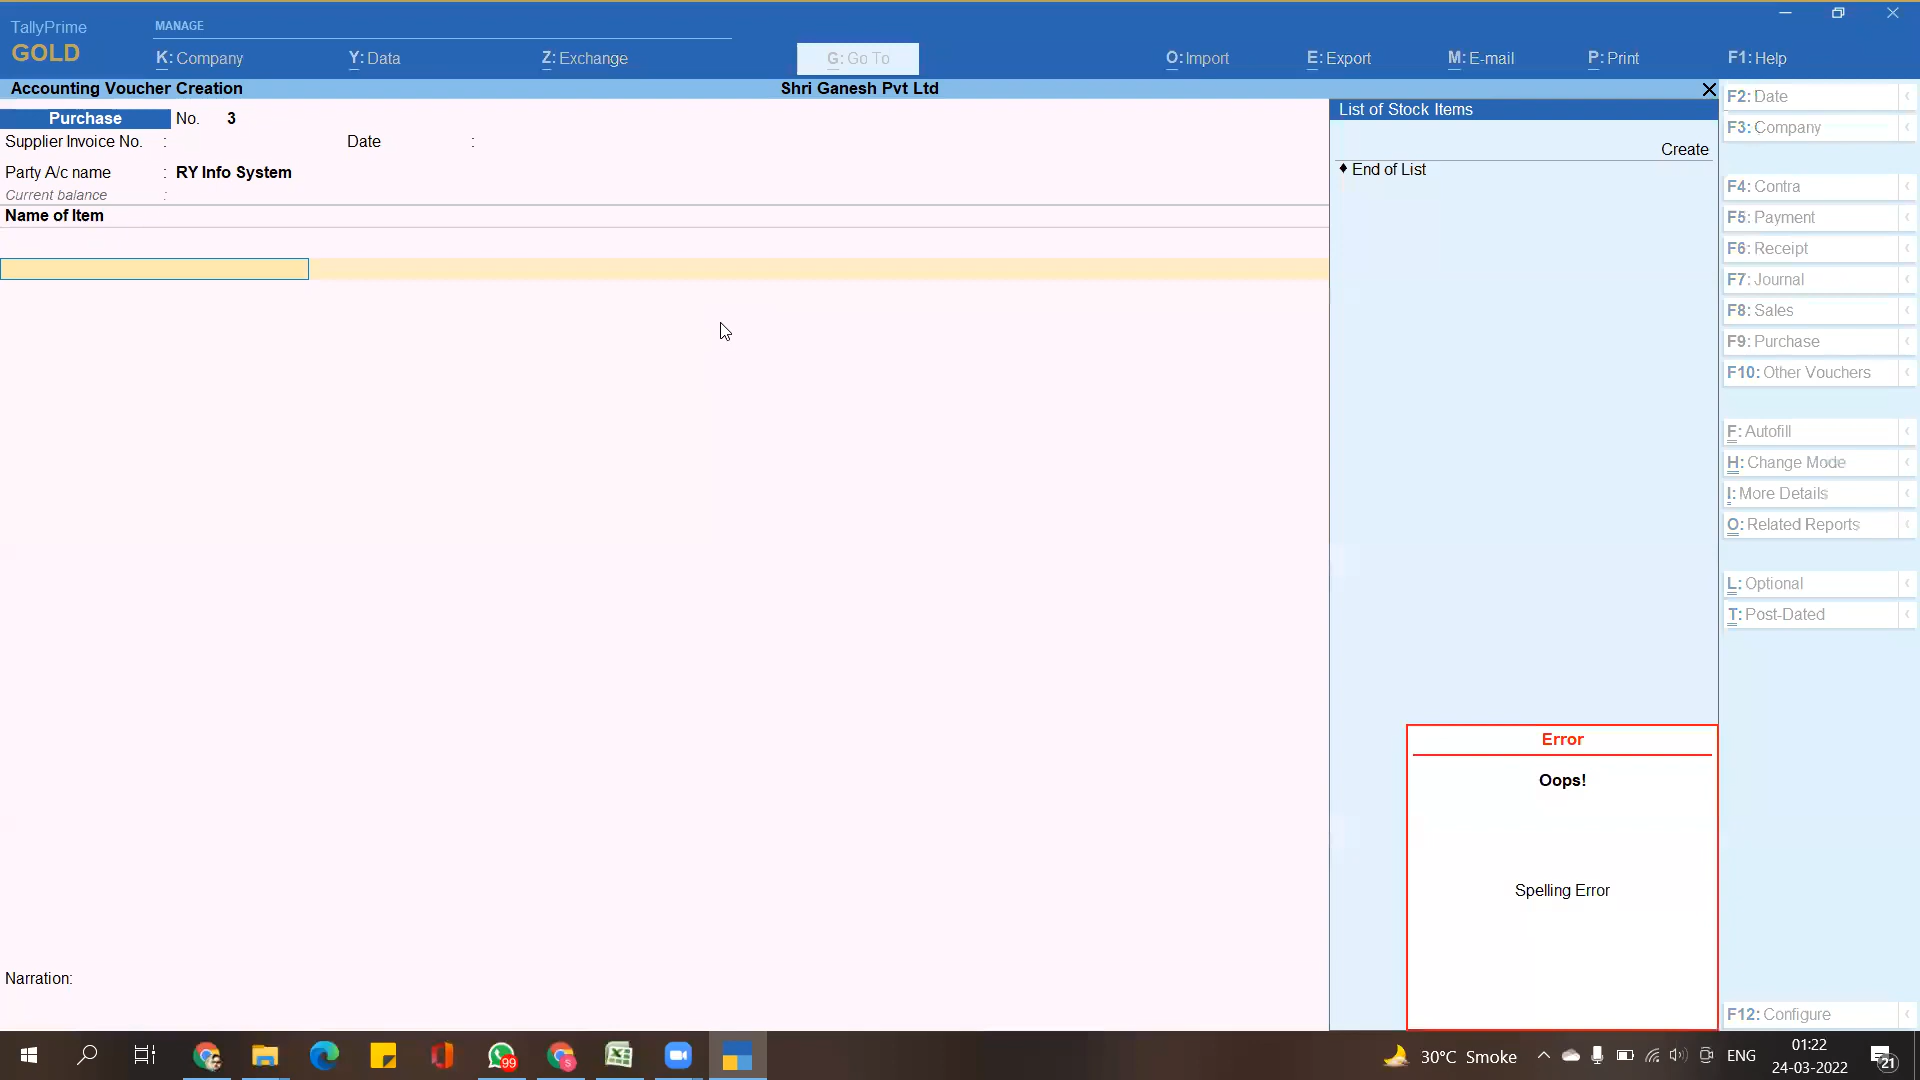 TallyPrime
GOLD
MANAGE
K: Company
Y: Data
Z: Exchange
G: Go To
O: Import
E: Export
M: E-mail
P: Print
F1: Help
Accounting Voucher Creation
Shri Ganesh Pvt Ltd
Purchase No. 3
Supplier Invoice No. :
Date :
Party A/c name : RY Info System
Current balance :
Name of Item
Narration:
List of Stock Items
Create
♦ End of List
Error
Oops!
Spelling Error
F2: Date
F3: Company
F4: Contra
F5: Payment
F6: Receipt
F7: Journal
F8: Sales
F9: Purchase
F10: Other Vouchers
F: Autofill
H: Change Mode
I: More Details
O: Related Reports
L: Optional
T: Post-Dated
F12: Configure
99
S
30°C Smoke
ENG
01:22
24-03-2022
21